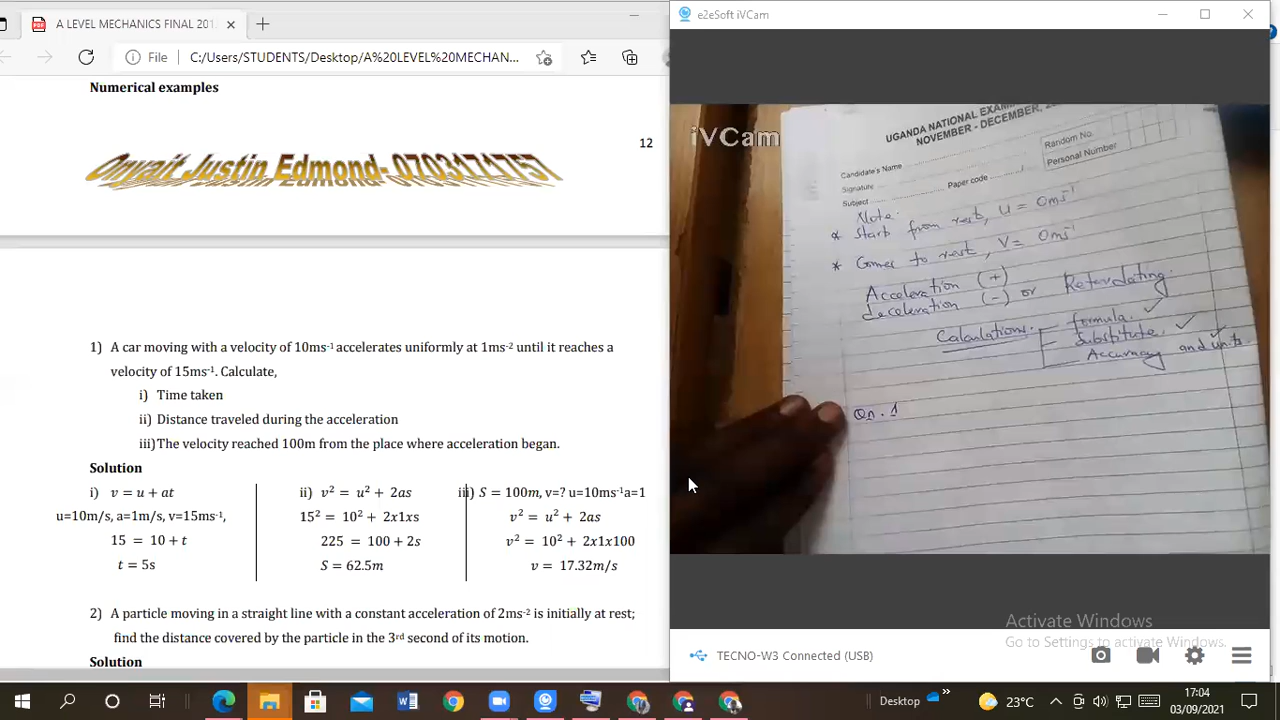 A LEVEL MECHANICS FINAL 201
e2eSoft iVCam
File
C:/Users/STUDENTS/Desktop/A%20LEVEL%20MECHAN...
Numerical examples
12
Onyait Justin Edmond- 0703171757
1) A car moving with a velocity of 10ms-1 accelerates uniformly at 1ms-2 until it reaches a
velocity of 15ms-1. Calculate,
i) Time taken
ii) Distance traveled during the acceleration
iii) The velocity reached 100m from the place where acceleration began.
Solution
i) v = u + at
u=10m/s, a=1m/s, v=15ms-1,
15 = 10 + t
t = 5s
ii) v² = u² + 2as
15² = 10² + 2x1xs
225 = 100 + 2s
S = 62.5m
iii) S = 100m, v=? u=10ms-1a=1
v² = u² + 2as
v² = 10² + 2x1x100
v = 17.32m/s
2) A particle moving in a straight line with a constant acceleration of 2ms-2 is initially at rest;
find the distance covered by the particle in the 3rd second of its motion.
Solution
iVCam
UGANDA NATIONAL EXAM
NOVEMBER - DECEMBER, 2
Candidate's Name
Signature
Subject
Paper code
Random No.
Personal Number
Note.
* Start from rest, u = 0ms-1
* Comes to rest, V = 0ms-1
Acceleration (+)
deceleration (-) or Retardating
Calculations.
formula. ✓
Substitute. ✓
Accuracy and units ✓
Qn. 1
Activate Windows
Go to Settings to activate Windows.
TECNO-W3 Connected (USB)
Desktop
»
23°C
17:04
03/09/2021